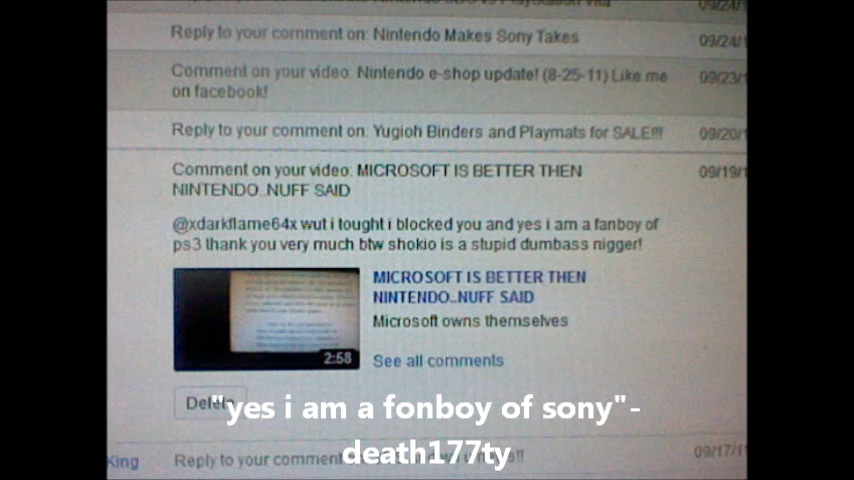 09/24/1
Reply to your comment on: Nintendo Makes Sony Takes
09/24/1
Comment on your video: Nintendo e-shop update! (8-25-11) Like me
on facebook!
09/23/1
Reply to your comment on: Yugioh Binders and Playmats for SALE!!!
09/20/1
Comment on your video: MICROSOFT IS BETTER THEN
NINTENDO..NUFF SAID
09/19/1
@xdarkflame64x wut i tought i blocked you and yes i am a fanboy of
ps3 thank you very much btw shokio is a stupid dumbass nigger!
MICROSOFT IS BETTER THEN
NINTENDO..NUFF SAID
Microsoft owns themselves
2:58
See all comments
Delete
"yes i am a fonboy of sony"-
death177ty
King
Reply to your comment
09/17/1